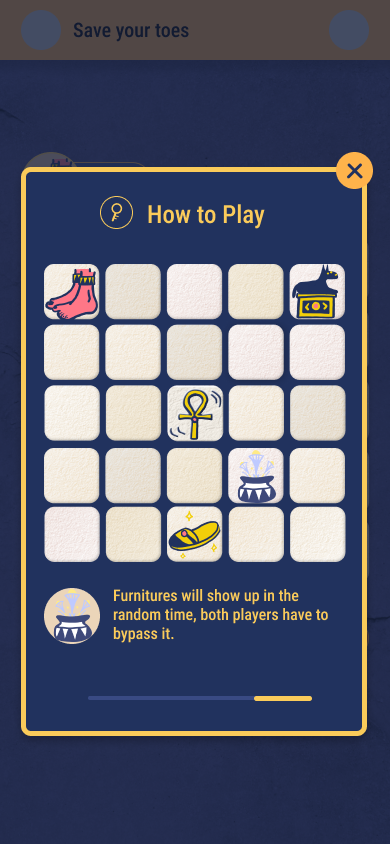 Save your toes
How to Play
Furnitures will show up in the
random time, both players have to
bypass it.